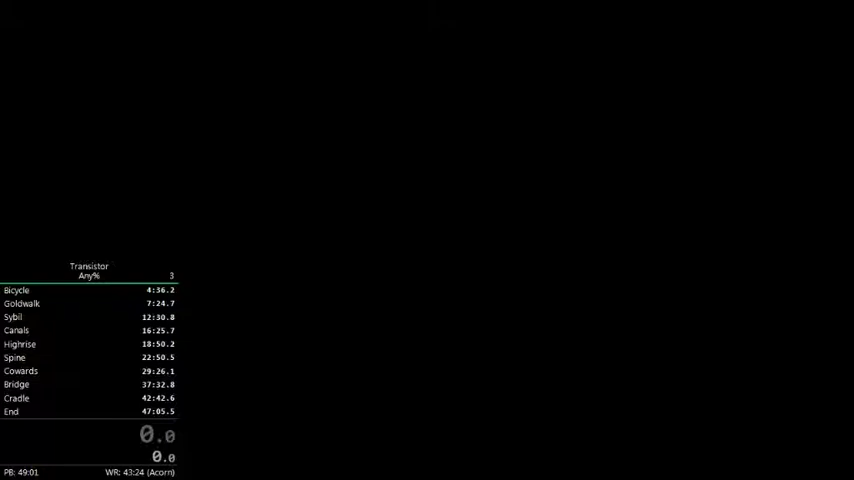 Transistor
Any% 3
Bicycle 4:36.2
Goldwalk 7:24.7
Sybil 12:30.8
Canals 16:25.7
Highrise 18:50.2
Spine 22:50.5
Cowards 29:26.1
Bridge 37:32.8
Cradle 42:42.6
End 47:05.5
0.0
0.0
PB: 49:01 WR: 43:24 (Acorn)